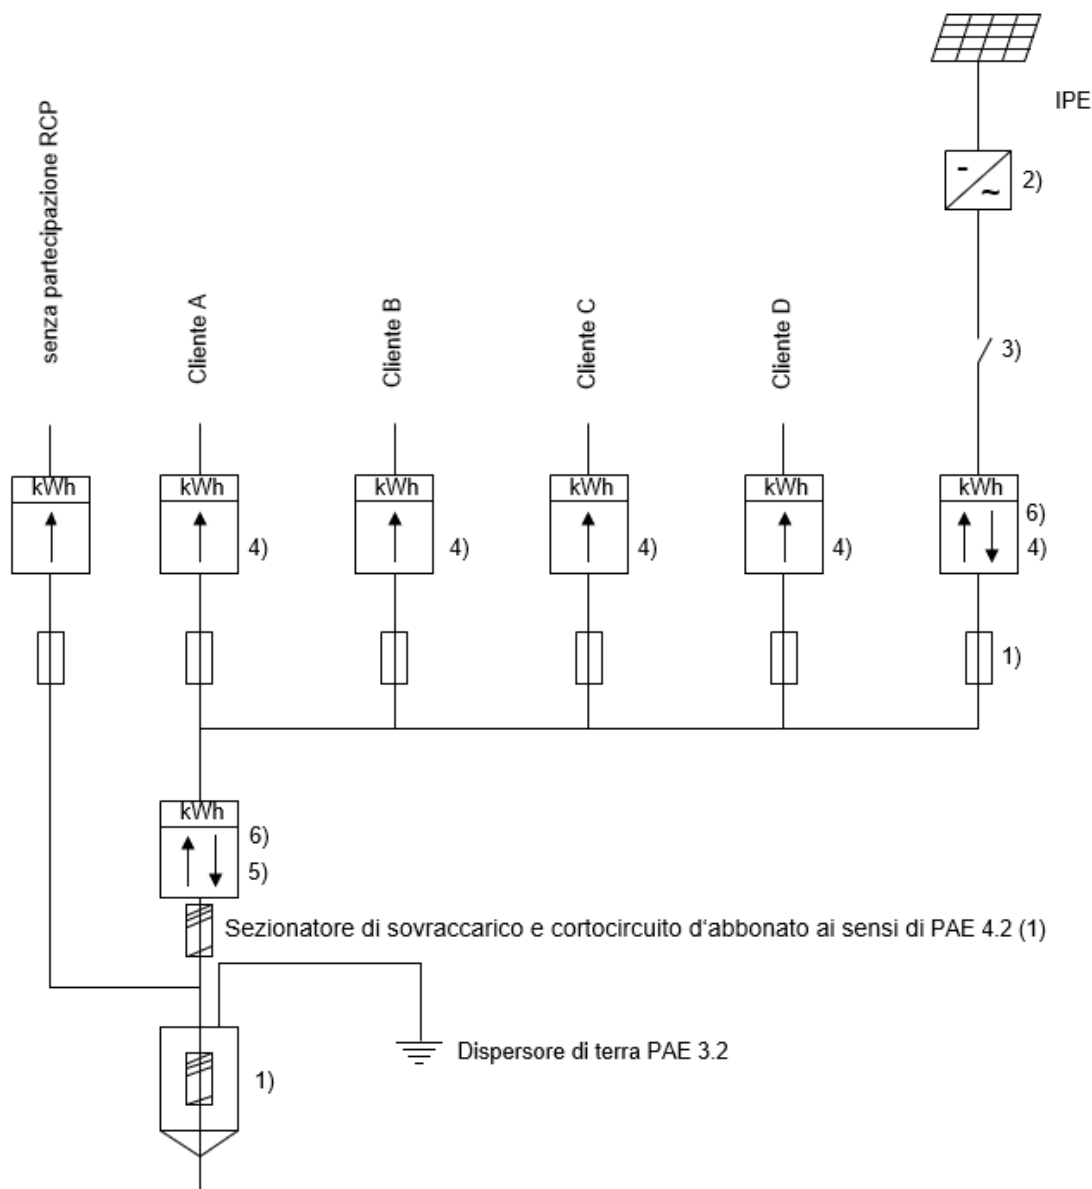 IPE
senza partecipazione RCP
2)
Cliente A
Cliente B
Cliente C
Cliente D
3)
kWh
kWh
kWh
kWh
kWh
kWh
6)
4)
4)
4)
4)
4)
1)
kWh
6)
5)
Sezionatore di sovraccarico e cortocircuito d‘abbonato ai sensi di PAE 4.2 (1)
Dispersore di terra PAE 3.2
1)